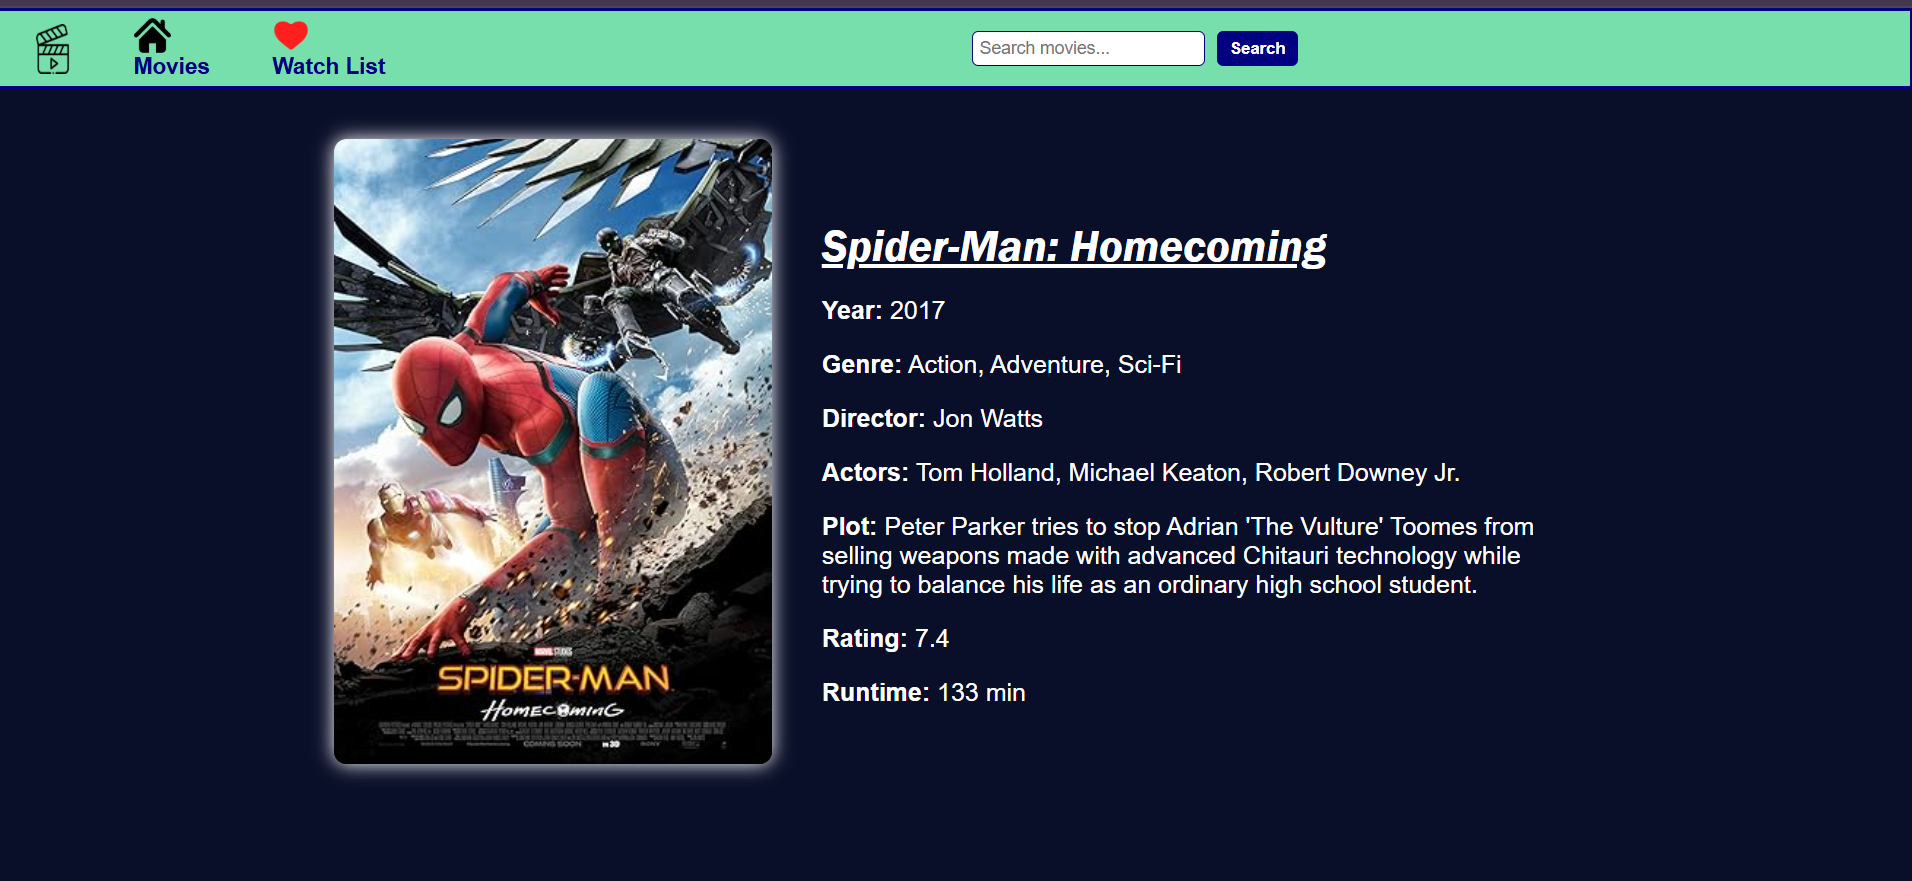 Movies
Watch List
Search movies...
Search
Spider-Man: Homecoming
Year: 2017
Genre: Action, Adventure, Sci-Fi
Director: Jon Watts
Actors: Tom Holland, Michael Keaton, Robert Downey Jr.
Plot: Peter Parker tries to stop Adrian 'The Vulture' Toomes from
selling weapons made with advanced Chitauri technology while
trying to balance his life as an ordinary high school student.
Rating: 7.4
Runtime: 133 min
MARVEL STUDIOS
SPIDER-MAN
HOMECOMING
COMING SOON
IN 3D
SONY